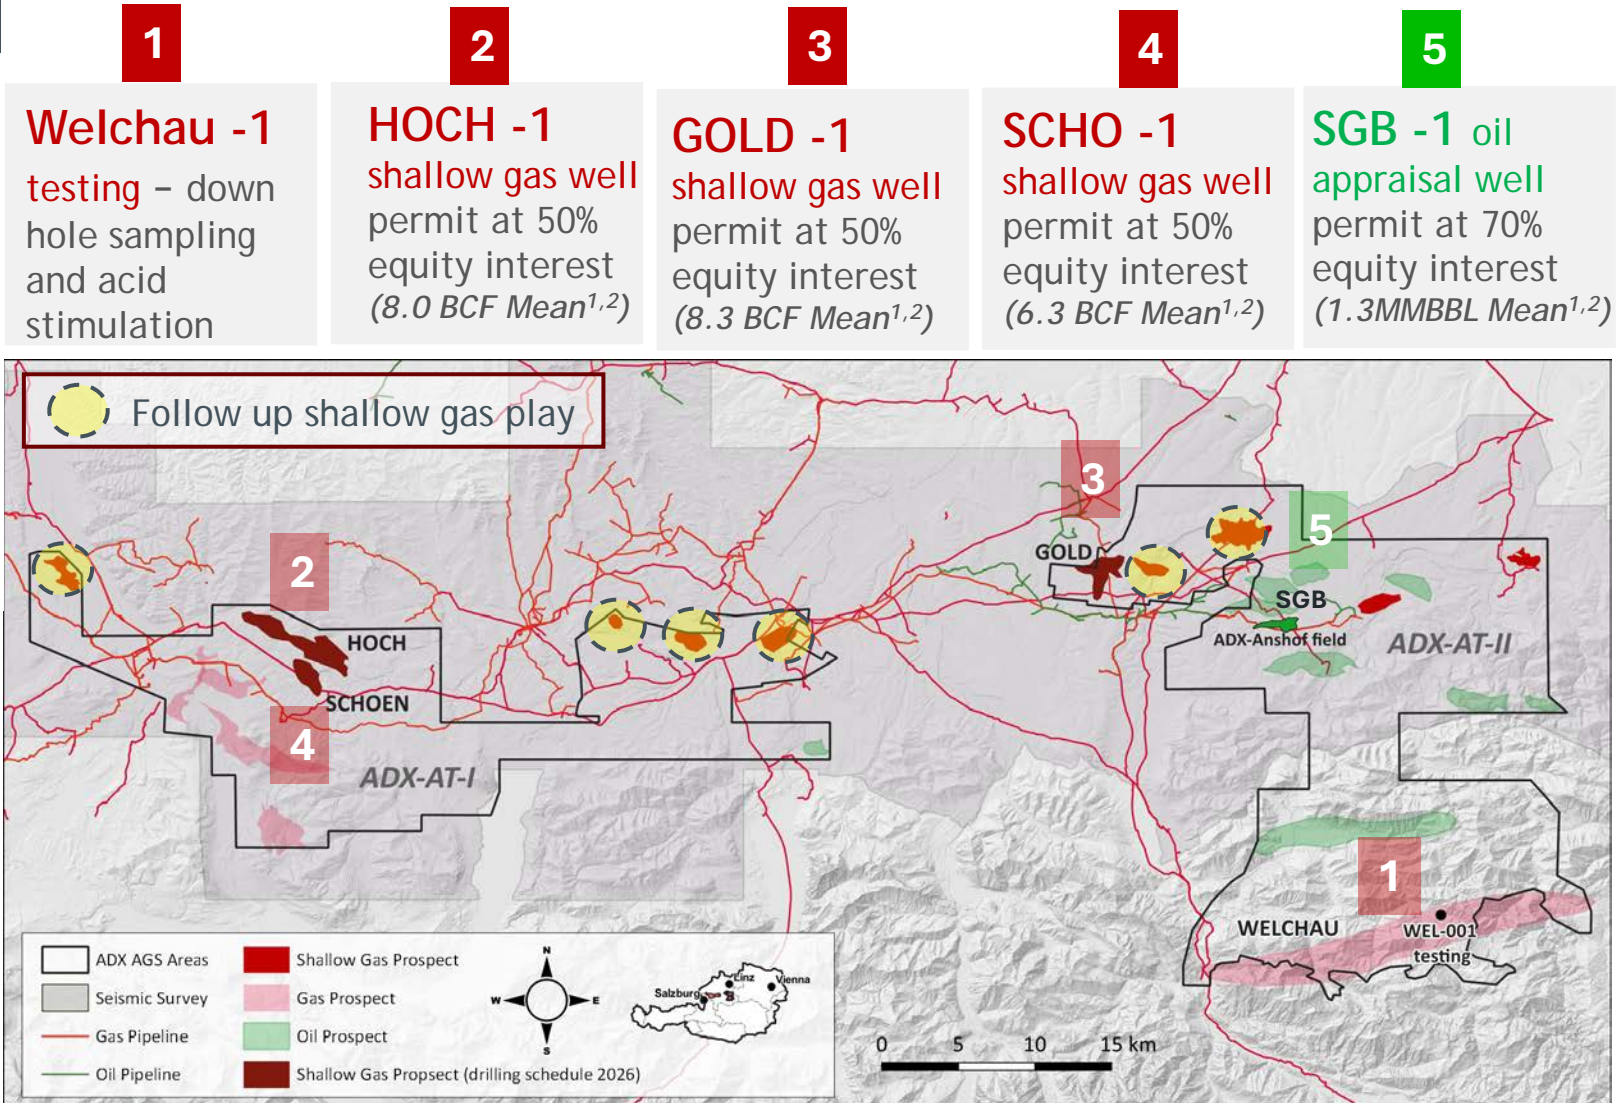 1
2
3
4
5
Welchau -1
testing – down
hole sampling
and acid
stimulation
HOCH -1
shallow gas well
permit at 50%
equity interest
(8.0 BCF Mean1,2)
GOLD -1
shallow gas well
permit at 50%
equity interest
(8.3 BCF Mean1,2)
SCHO -1
shallow gas well
permit at 50%
equity interest
(6.3 BCF Mean1,2)
SGB -1 oil
appraisal well
permit at 70%
equity interest
(1.3MMBBL Mean1,2)
Follow up shallow gas play
3
5
GOLD
2
SGB
ADX-Anshof field
ADX-AT-II
HOCH
SCHOEN
4
ADX-AT-I
1
WELCHAU
WEL-001
testing
ADX AGS Areas
Seismic Survey
Gas Pipeline
Oil Pipeline
Shallow Gas Prospect
Gas Prospect
Oil Prospect
Shallow Gas Propsect (drilling schedule 2026)
N
W
E
S
Linz
Vienna
Salzburg
0 5 10 15 km